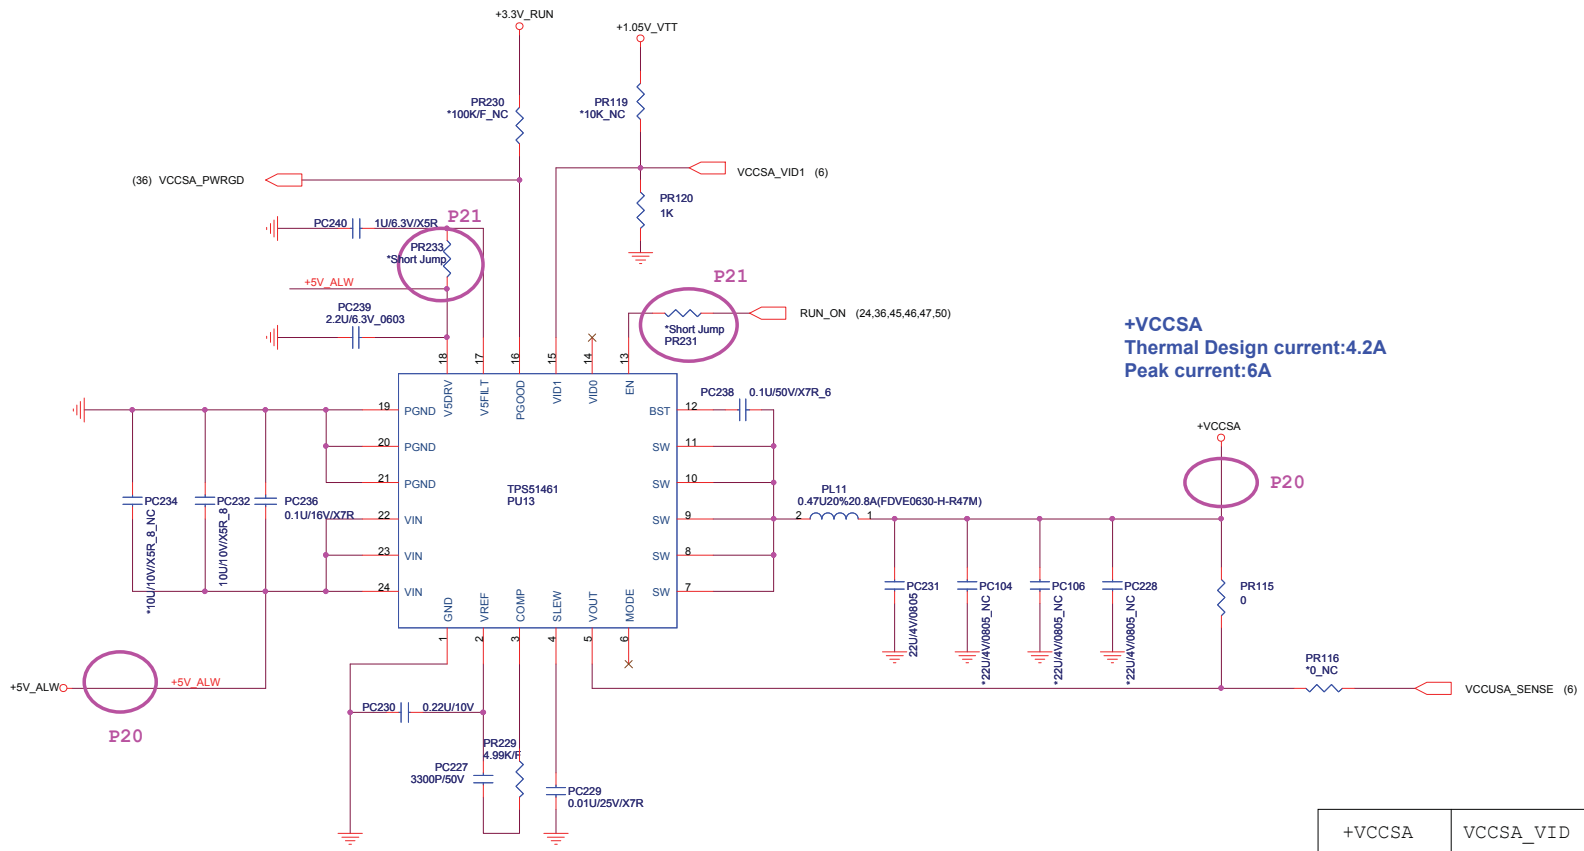 +3.3V_RUN
+1.05V_VTT
PR230
*100K/F_NC
PR119
*10K_NC
(36) VCCSA_PWRGD
VCCSA_VID1 (6)
PR120
1K
PC240
1U/6.3V/X5R
P21
PR233
*Short Jump
+5V_ALW
PC239
2.2U/6.3V_0603
P21
RUN_ON (24,36,45,46,47,50)
*Short Jump
PR231
+VCCSA
Thermal Design current:4.2A
Peak current:6A
18
17
16
15
14
13
V5DRV
V5FILT
PGOOD
VID1
VID0
EN
PC238
0.1U/50V/X7R_6
19 PGND
20 PGND
21 PGND
22 VIN
23 VIN
24 VIN
BST 12
SW 11
SW 10
SW 9
SW 8
SW 7
TPS51461
PU13
PC234
*10U/10V/X5R_8_NC
PC232
10U/10V/X5R_8
PC236
0.1U/16V/X7R
PL11
0.47U20%20.8A(FDVE0630-H-R47M)
2
1
+VCCSA
P20
PC231
22U/4V/0805
PC104
*22U/4V/0805_NC
PC106
*22U/4V/0805_NC
PC228
*22U/4V/0805_NC
PR115
0
GND
VREF
COMP
SLEW
VOUT
MODE
1
2
3
4
5
6
+5V_ALW
+5V_ALW
P20
PR116
*0_NC
VCCUSA_SENSE (6)
PC230
0.22U/10V
PR229
4.99K/F
PC227
3300P/50V
PC229
0.01U/25V/X7R
+VCCSA
VCCSA_VID